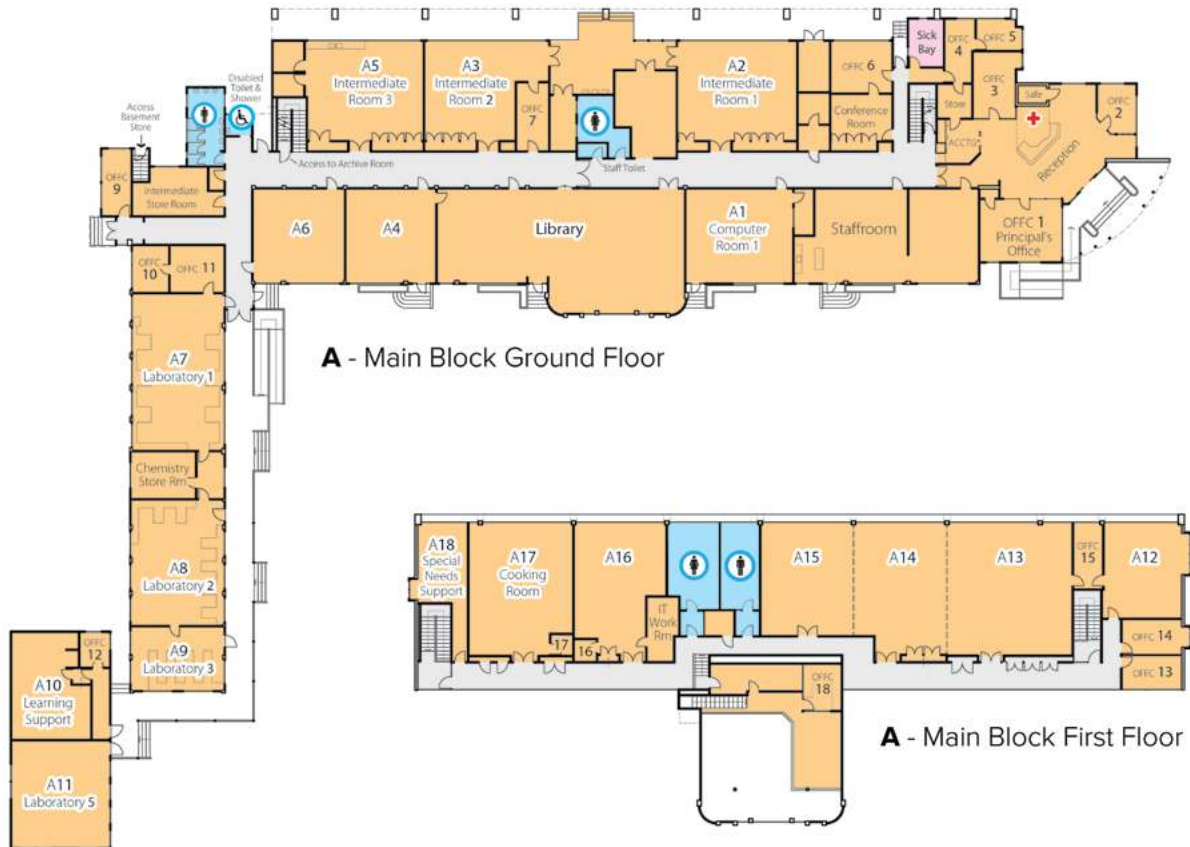 Sick
Bay
OFFC
4
OFFC
5
A5
Intermediate
Room 3
A3
Intermediate
Room 2
A2
Intermediate
Room 1
OFFC
6
OFFC
3
Safe
OFFC
2
Disabled
Toilet &
Shower
Access
Basement
Store
OFFC
7
Conference
Room
Store
ACCTG
Reception
Access to Archive Room
Staff Toilet
OFFC
9
Intermediate
Store Room
A6
A4
Library
A1
Computer
Room 1
Staffroom
OFFC 1
Principal's
Office
OFFC
10
OFFC 11
A - Main Block Ground Floor
A7
Laboratory 1
Chemistry
Store Rm
A8
Laboratory 2
A9
Laboratory 3
OFFC
12
A10
Learning
Support
A11
Laboratory 5
A18
Special
Needs
Support
A17
Cooking
Room
A16
A15
A14
A13
OFFC
15
A12
IT
Work
Rm
17
16
OFFC 14
OFFC 13
OFFC
18
A - Main Block First Floor